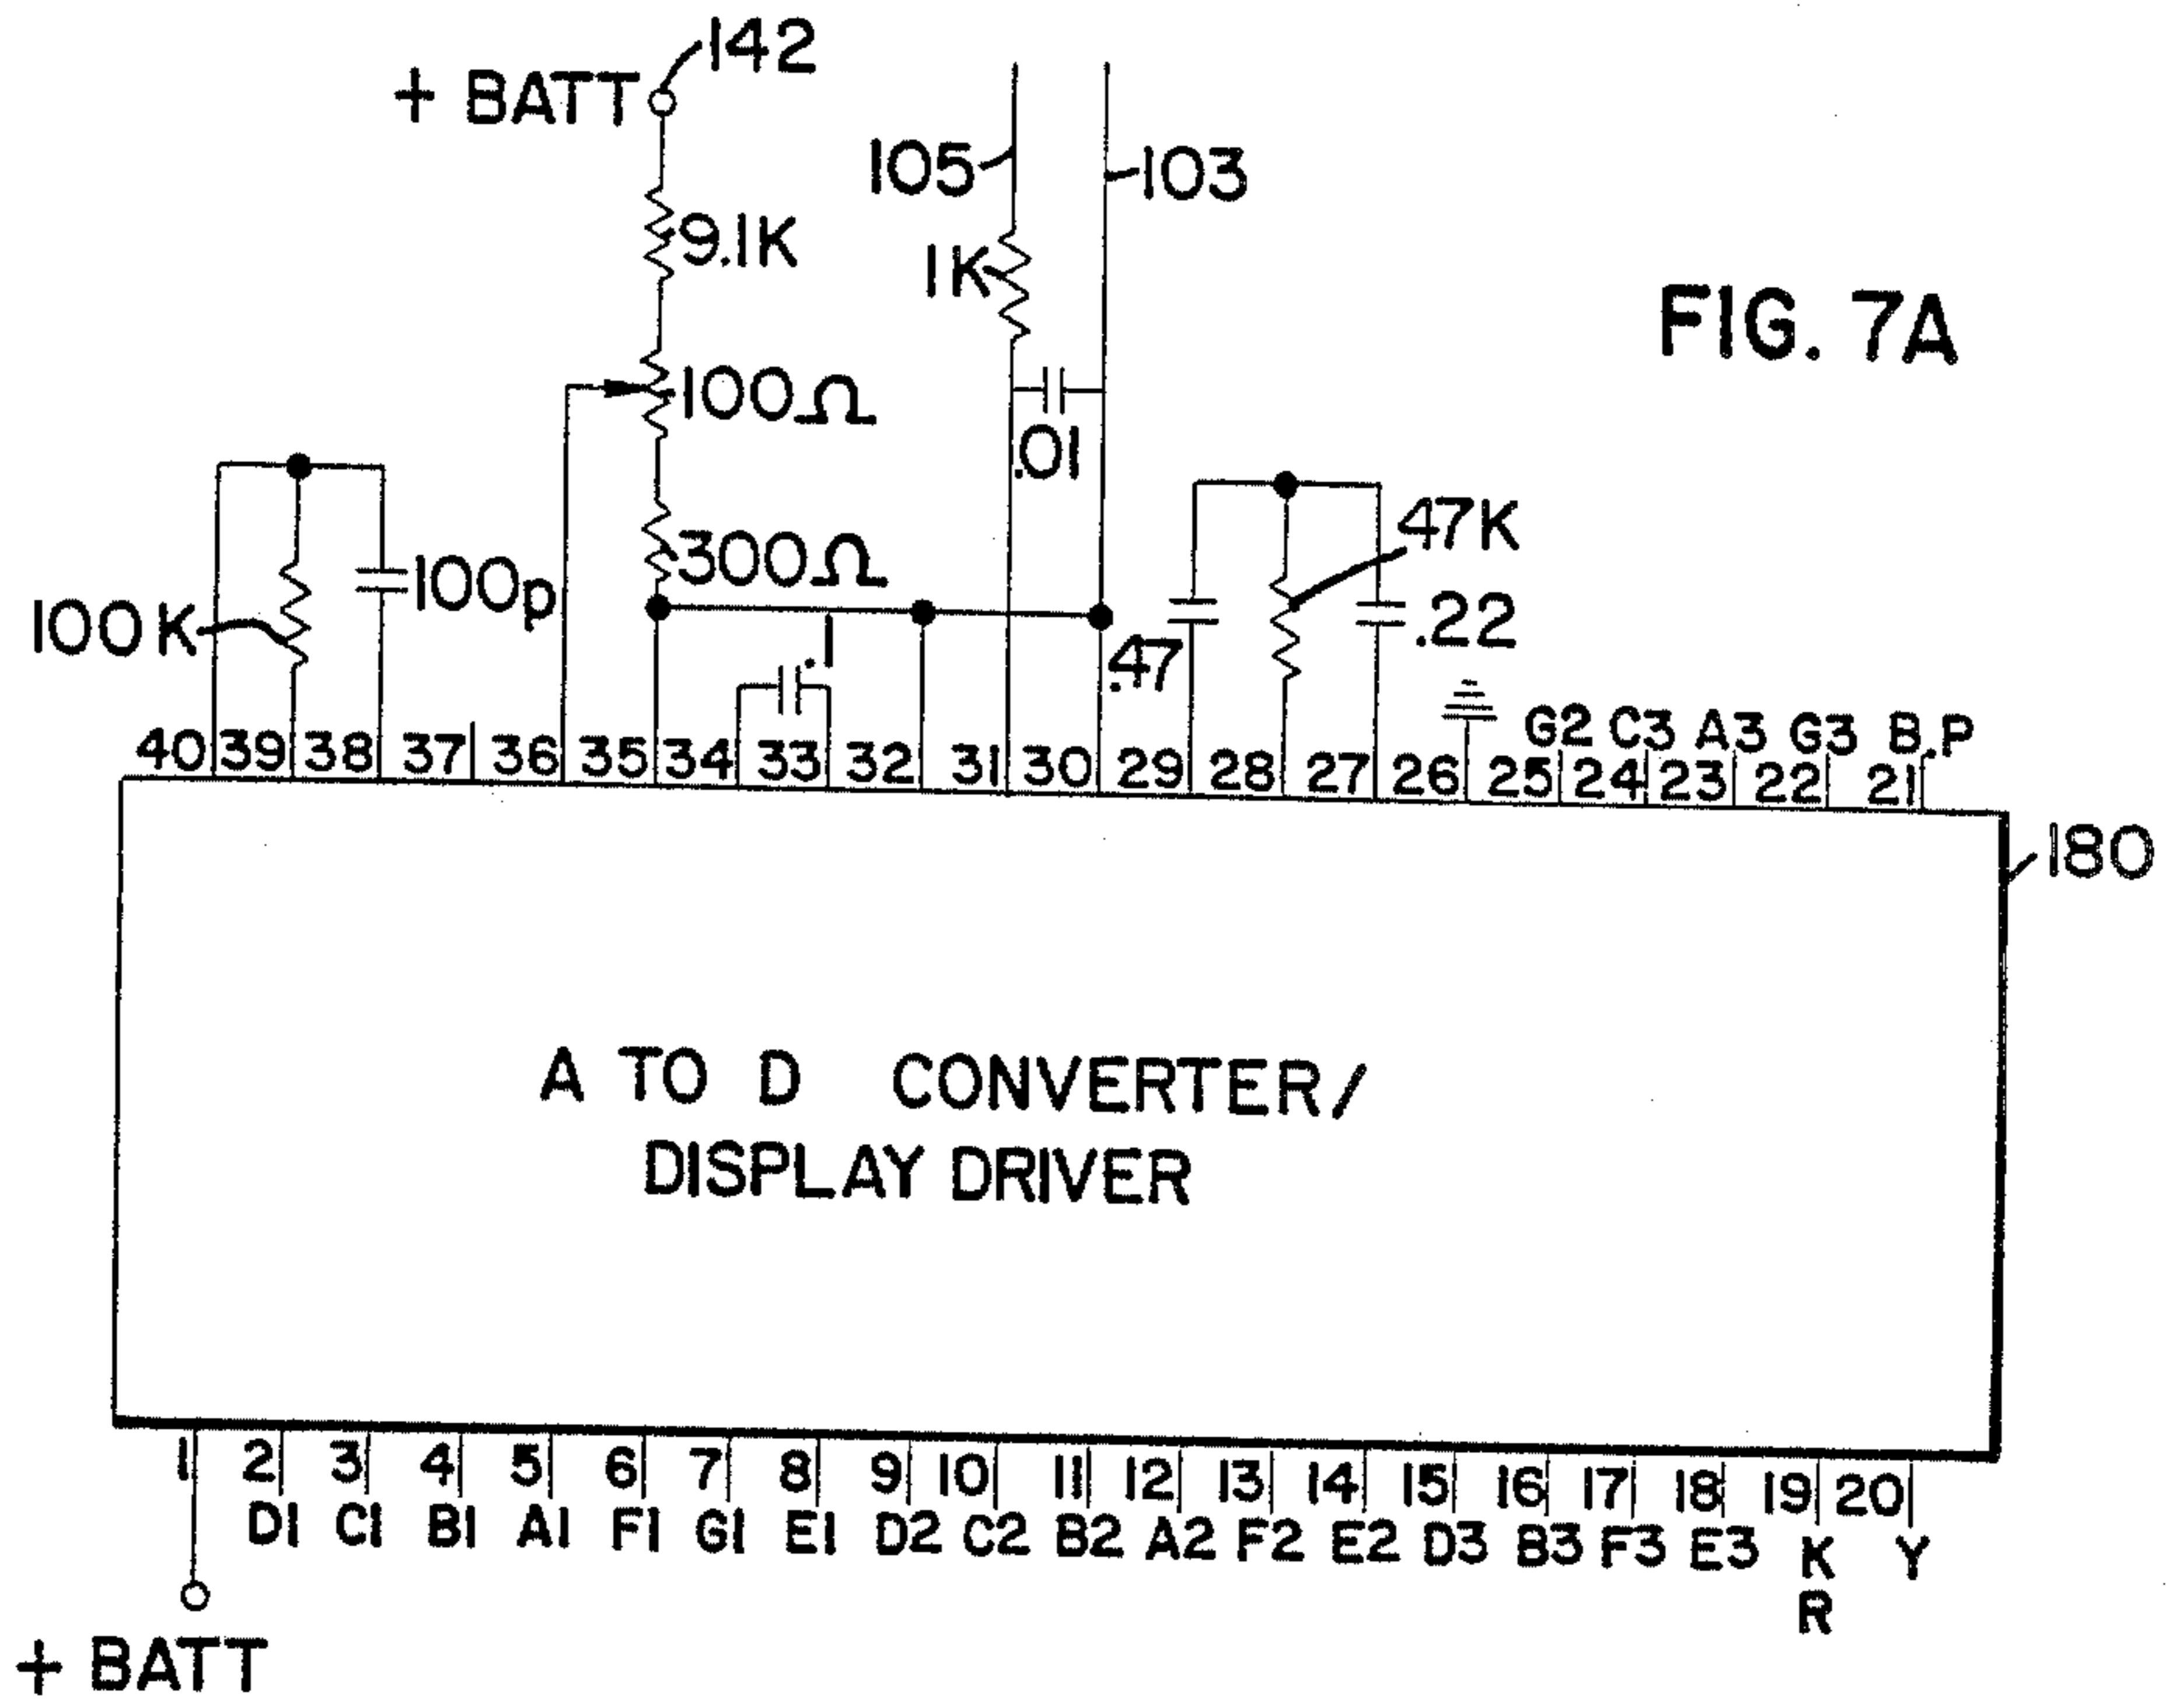 142
+ BATT
105
103
9.1K
1K
FIG. 7A
100Ω
.01
47K
300Ω
100p
100K
.22
.47
.1
G2 C3 A3 G3 B.P
40 39 38 37 36 35 34 33 32 31 30 29 28 27 26 25 24 23 22 21
180
A TO D CONVERTER/
DISPLAY DRIVER
1 2 3 4 5 6 7 8 9 10 11 12 13 14 15 16 17 18 19 20
D1 C1 B1 A1 F1 G1 E1 D2 C2 B2 A2 F2 E2 D3 B3 F3 E3 K Y
R
+ BATT